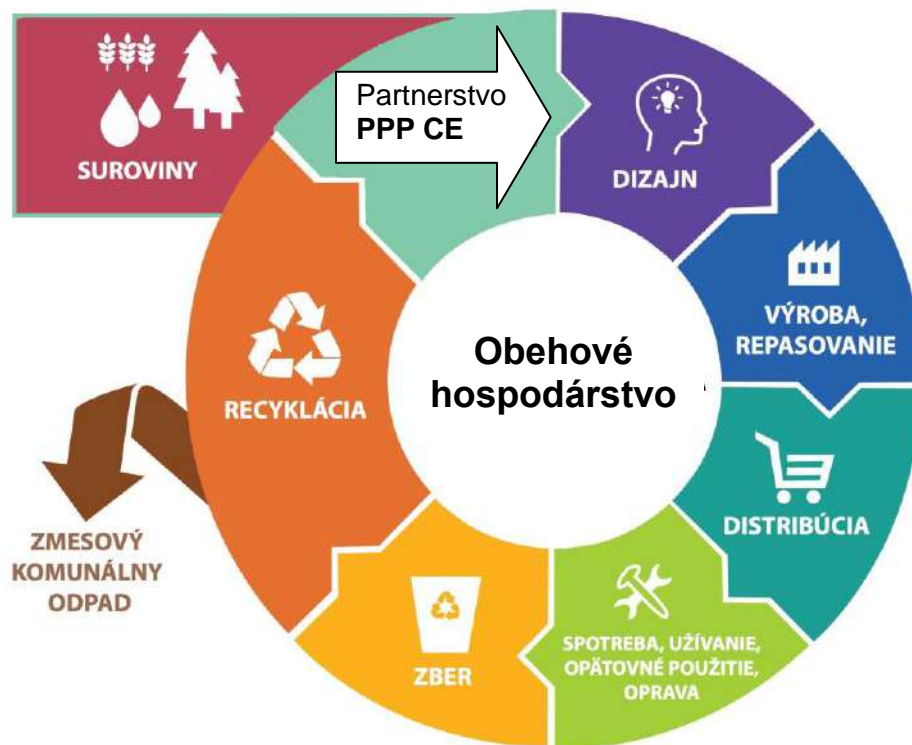 SUROVINY
Partnerstvo
PPP CE
DIZAJN
VÝROBA,
REPASOVANIE
DISTRIBÚCIA
SPOTREBA, UŽÍVANIE,
OPÄTOVNÉ POUŽITIE,
OPRAVA
ZBER
RECYKLÁCIA
ZMESOVÝ
KOMUNÁLNY
ODPAD
Obehové
hospodárstvo